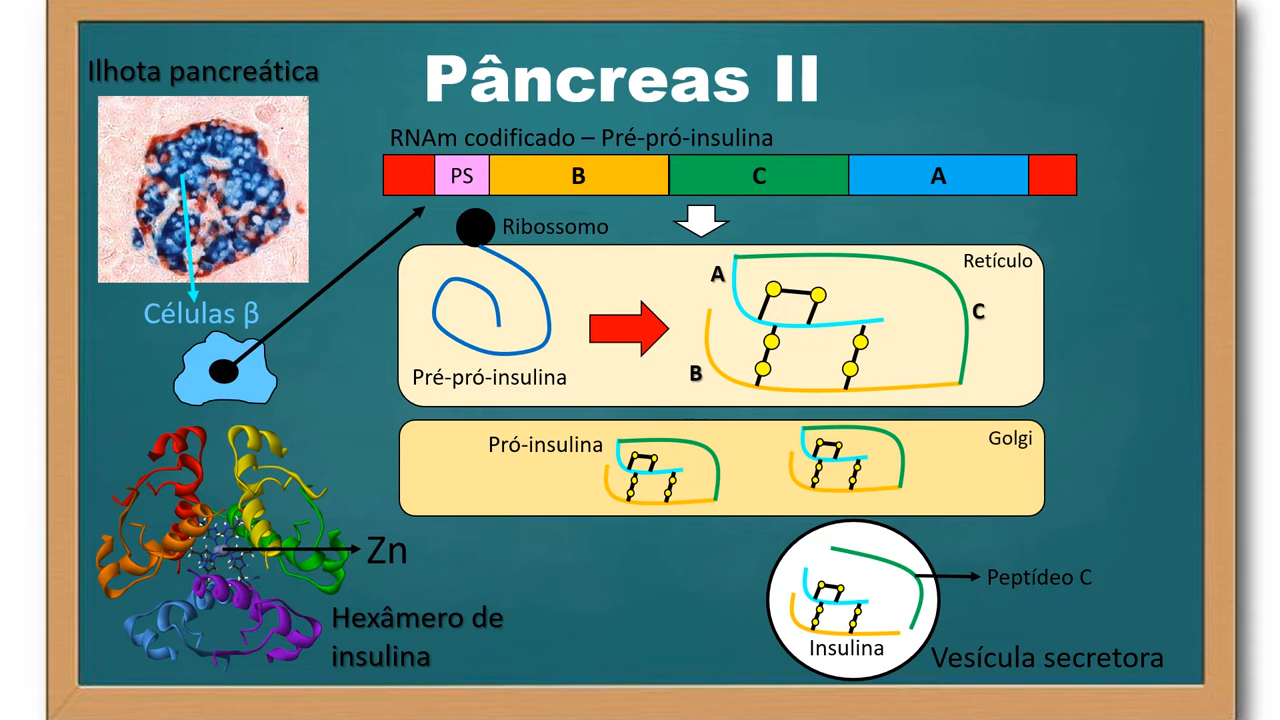 Pâncreas II
Ilhota pancreática
RNAm codificado – Pré-pró-insulina
PS B C A
Ribossomo
Retículo
A
C
B
Pré-pró-insulina
Células β
Pró-insulina
Golgi
Zn
Hexâmero de
insulina
Peptídeo C
Insulina
Vesícula secretora